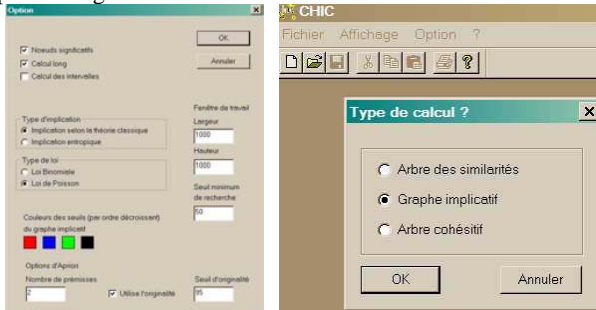 Option
OK
Annuler
Noeuds significatifs
Calcul long
Calcul des intervalles
Type d'implication
Implication selon la théorie classique
Implication entropique
Type de loi
Loi Binomiale
Loi de Poisson
Fenêtre de travail
Largeur
1000
Hauteur
1000
Seuil minimum
de recherche
50
Couleurs des seuils (par ordre décroissant)
du graphe implicatif
Options d'Apriori
Nombre de prémisses
2
Utilise l'originalité
Seuil d'originalité
95
CHIC
Fichier Affichage Option ?
Type de calcul ?
Arbre des similarités
Graphe implicatif
Arbre cohésitif
OK
Annuler